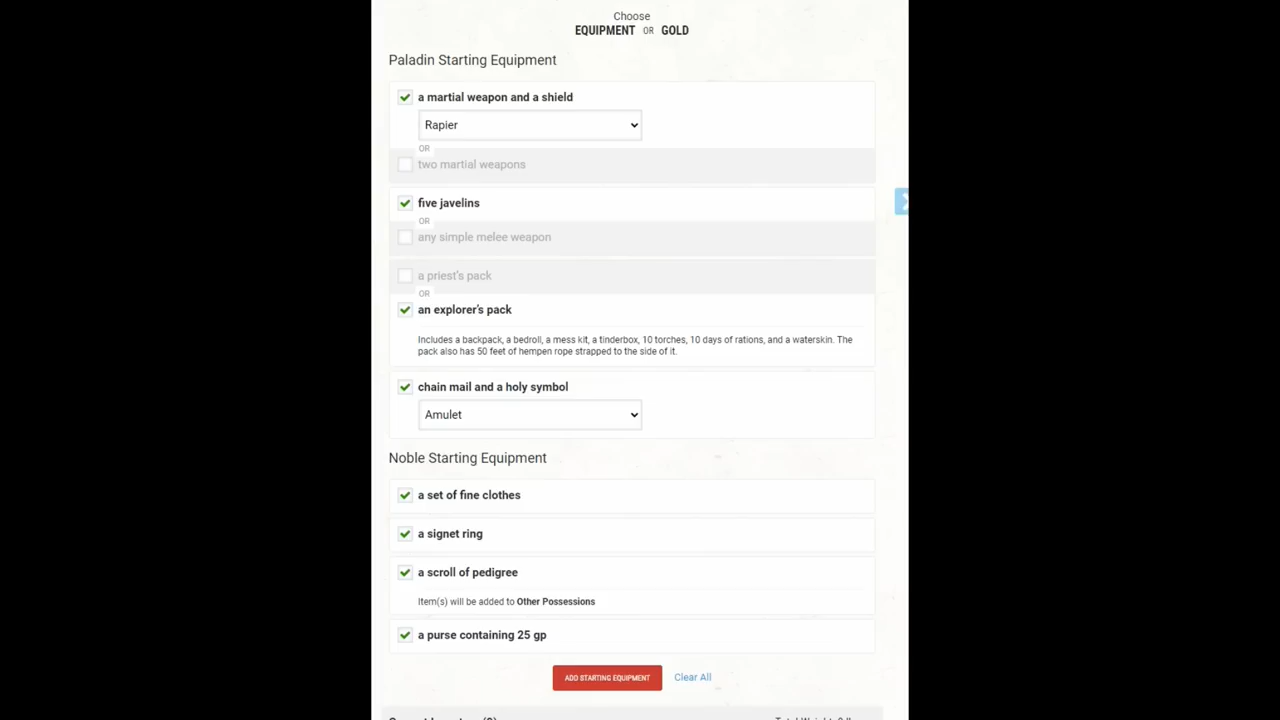 Choose
EQUIPMENT OR GOLD
Paladin Starting Equipment
a martial weapon and a shield
Rapier
OR
two martial weapons
five javelins
OR
any simple melee weapon
a priest's pack
OR
an explorer's pack
Includes a backpack, a bedroll, a mess kit, a tinderbox, 10 torches, 10 days of rations, and a waterskin. The
pack also has 50 feet of hempen rope strapped to the side of it.
chain mail and a holy symbol
Amulet
Noble Starting Equipment
a set of fine clothes
a signet ring
a scroll of pedigree
Item(s) will be added to Other Possessions
a purse containing 25 gp
ADD STARTING EQUIPMENT Clear All